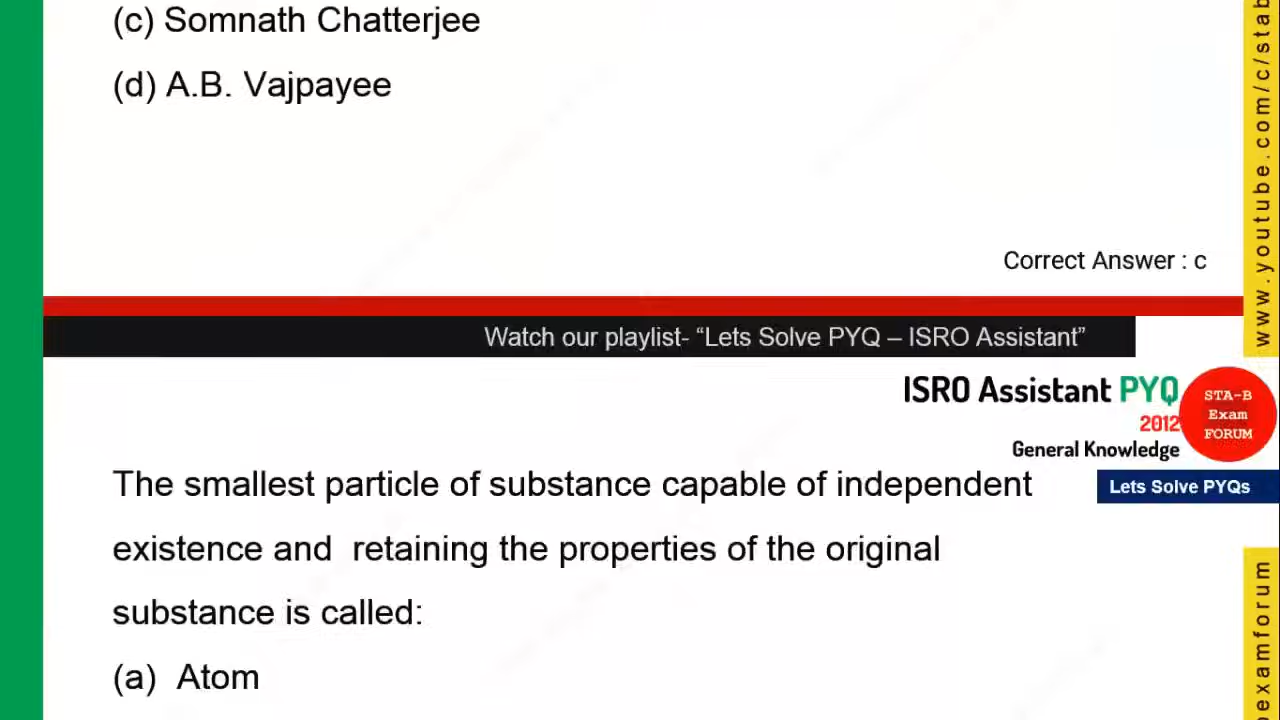 (c) Somnath Chatterjee
(d) A.B. Vajpayee
Correct Answer : c
Watch our playlist- “Lets Solve PYQ – ISRO Assistant”
ISRO Assistant PYQ
2012
General Knowledge
STA-B
Exam
FORUM
Lets Solve PYQs
The smallest particle of substance capable of independent
existence and retaining the properties of the original
substance is called:
(a) Atom
www.youtube.com/c/stab
examforum